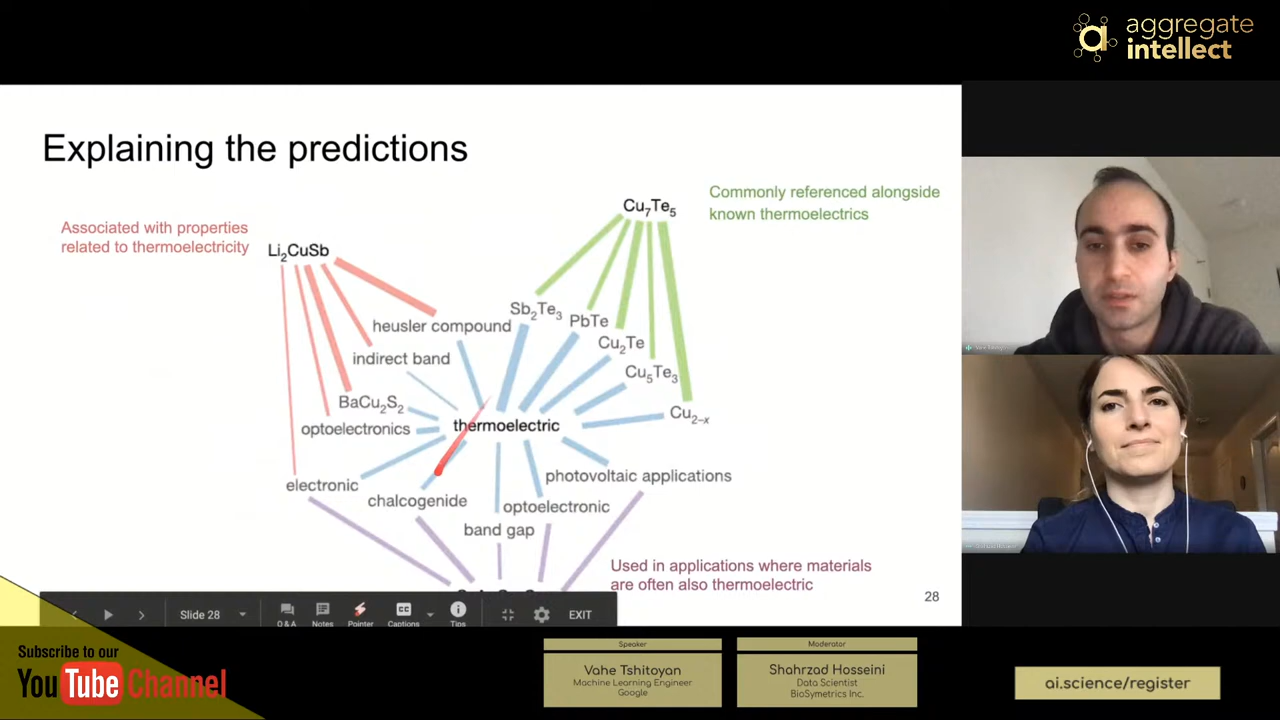 aggregate
intellect
Explaining the predictions
Commonly referenced alongside
known thermoelectrics
Cu₇Te₅
Associated with properties
related to thermoelectricity
Li₂CuSb
Sb₂Te₃
PbTe
heusler compound
Cu₂Te
indirect band
Cu₅Te₃
BaCu₂S₂
Cu₂₋ₓ
thermoelectric
optoelectronics
photovoltaic applications
electronic
chalcogenide
optoelectronic
band gap
Used in applications where materials
are often also thermoelectric
28
Slide 28
Q & A
Notes
Pointer
CC
Captions
Tips
EXIT
Subscribe to our
YouTube Channel
Speaker
Vahe Tshitoyan
Machine Learning Engineer
Google
Moderator
Shahrzad Hosseini
Data Scientist
BioSymetrics Inc.
ai.science/register